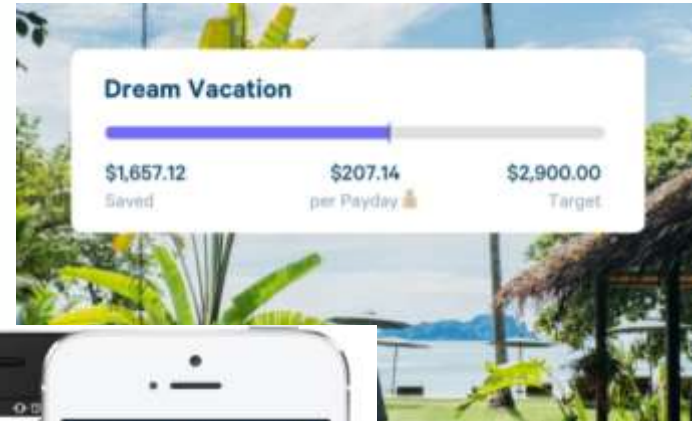 Dream Vacation
$1,657.12 $207.14 $2,900.00
Saved per Payday Target